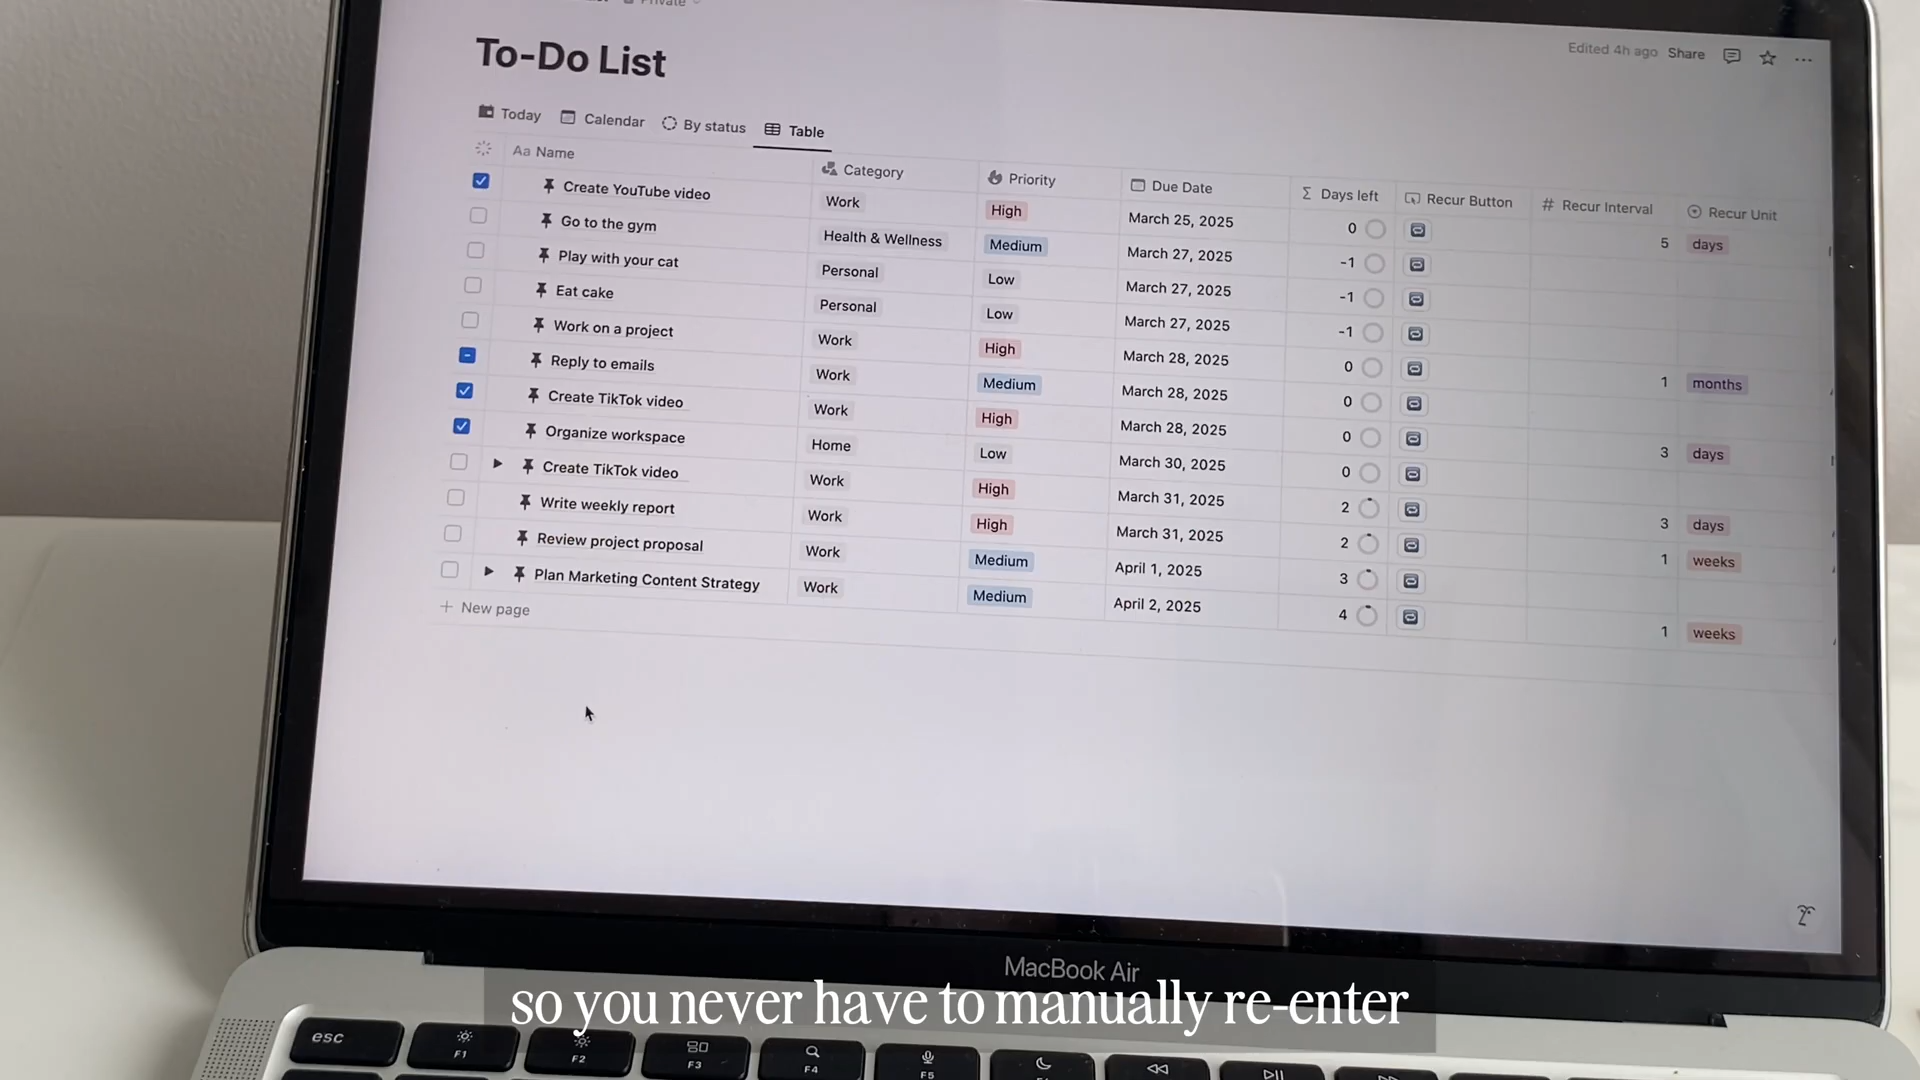 Private
To-Do List
Edited 4h ago Share
Today Calendar By status Table
Aa Name Category Priority Due Date Σ Days left Recur Button # Recur Interval Recur Unit
Create YouTube video Work High March 25, 2025 0 5 days
Go to the gym Health & Wellness Medium March 27, 2025 -1
Play with your cat Personal Low March 27, 2025 -1
Eat cake Personal Low March 27, 2025 -1
Work on a project Work High March 28, 2025 0 1 months
Reply to emails Work Medium March 28, 2025 0
Create TikTok video Work High March 28, 2025 0 3 days
Organize workspace Home Low March 30, 2025 0
Create TikTok video Work High March 31, 2025 2 3 days
Write weekly report Work High March 31, 2025 2 1 weeks
Review project proposal Work Medium April 1, 2025 3
Plan Marketing Content Strategy Work Medium April 2, 2025 4 1 weeks
+ New page
MacBook Air
so you never have to manually re-enter
esc F1 F2 F3 F4 F5